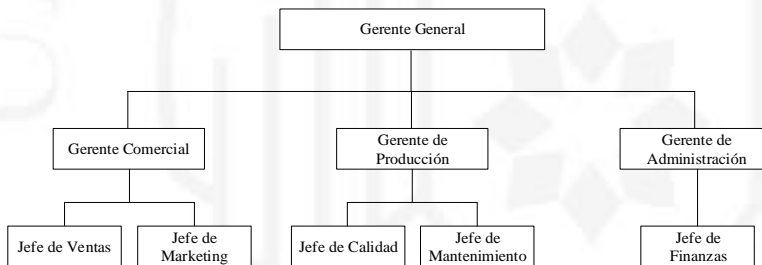 Gerente General
Gerente Comercial
Gerente de
Producción
Gerente de
Administración
Jefe de Ventas
Jefe de
Marketing
Jefe de Calidad
Jefe de
Mantenimiento
Jefe de
Finanzas